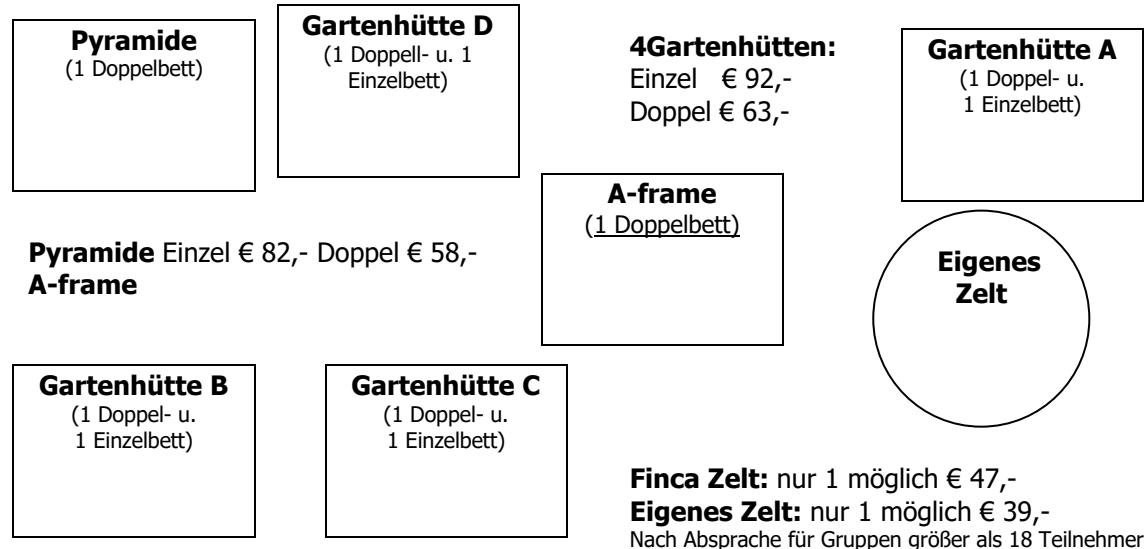 Pyramide
(1 Doppelbett)
Gartenhütte D
(1 Doppell- u. 1
Einzelbett)
4Gartenhütten:
Einzel € 92,-
Doppel € 63,-
Gartenhütte A
(1 Doppel- u.
1 Einzelbett)
A-frame
(1 Doppelbett)
Pyramide Einzel € 82,- Doppel € 58,-
A-frame
Eigenes
Zelt
Gartenhütte B
(1 Doppel- u.
1 Einzelbett)
Gartenhütte C
(1 Doppel- u.
1 Einzelbett)
Finca Zelt: nur 1 möglich € 47,-
Eigenes Zelt: nur 1 möglich € 39,-
Nach Absprache für Gruppen größer als 18 Teilnehmer